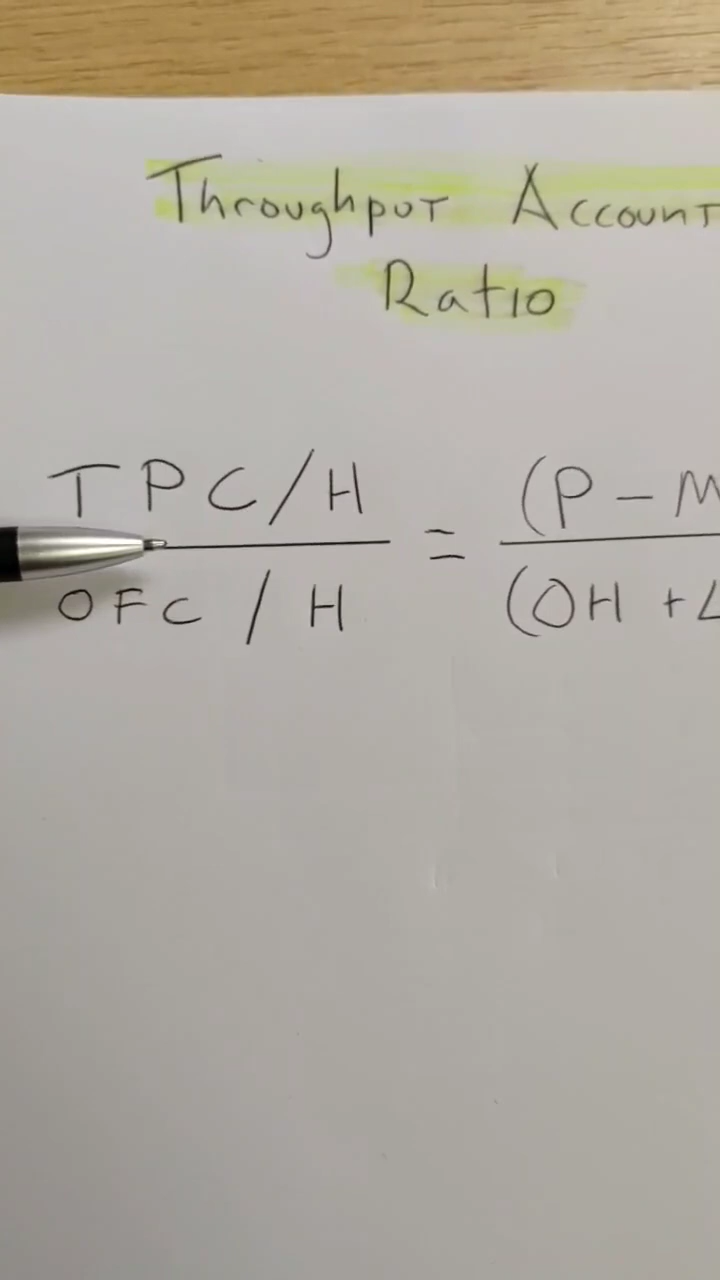 Throughput Account
Ratio
TPC/H
OFC / H
=
(P - M
(OH + L